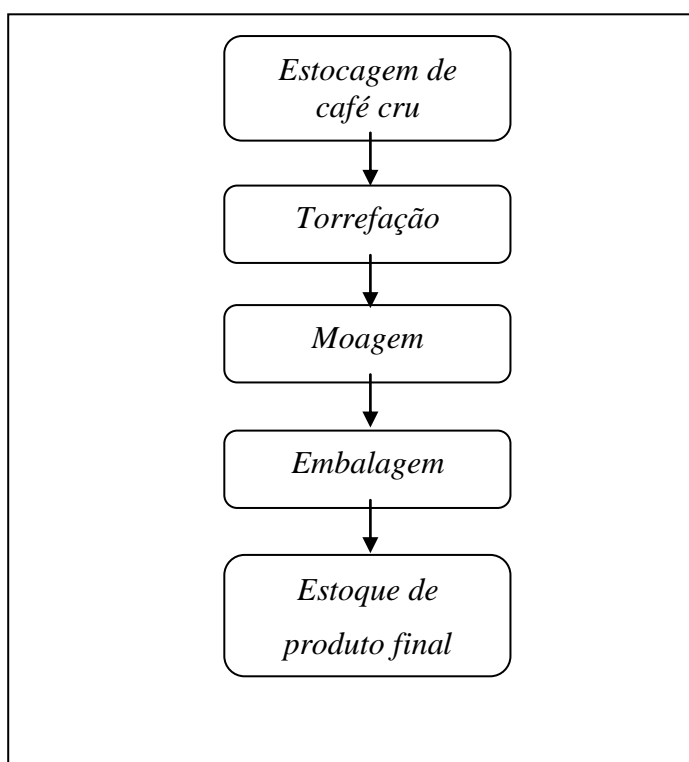 Estocagem de
café cru
Torrefação
Moagem
Embalagem
Estoque de
produto final